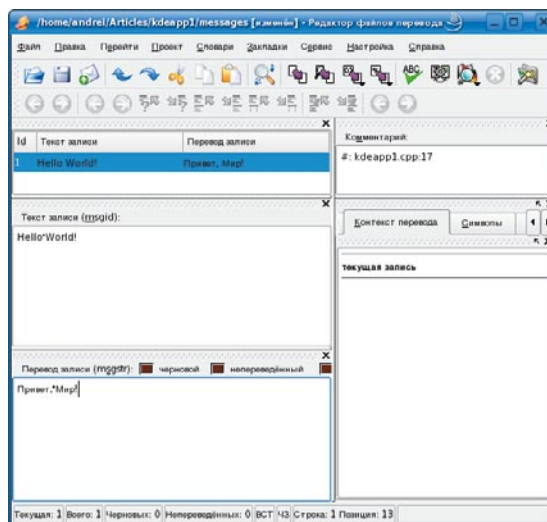 /home/andrei/Articles/kdeapp1/messages [изменён] - Редактор файлов перевода
Файл Правка Перейти Проект Словари Закладки Сервис Настройка Справка
Id Текст записи Перевод записи
1 Hello World! Привет, Мир!
Комментарий:
#: kdeapp1.cpp:17
Текст записи (msgid):
Hello World!
Контекст перевода Символы
текущая запись
Перевод записи (msgstr): черновой непереведённый
Привет, Мир!
Текущая: 1 Всего: 1 Черновых: 0 Непереведённых: 0 ВСТ ЧЗ Строка: 1 Позиция: 13